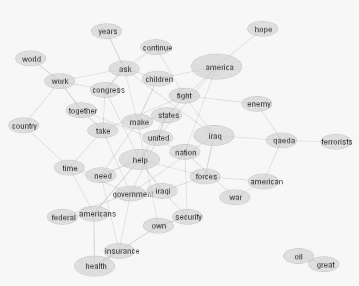 hope
years
continue
world
ask
america
work
children
congress
fight
enemy
together
states
make
country
take
united
iraq
qaeda
terrorists
nation
help
time
need
forces
american
government
iraqi
war
federal
americans
security
own
insurance
health
oil
great